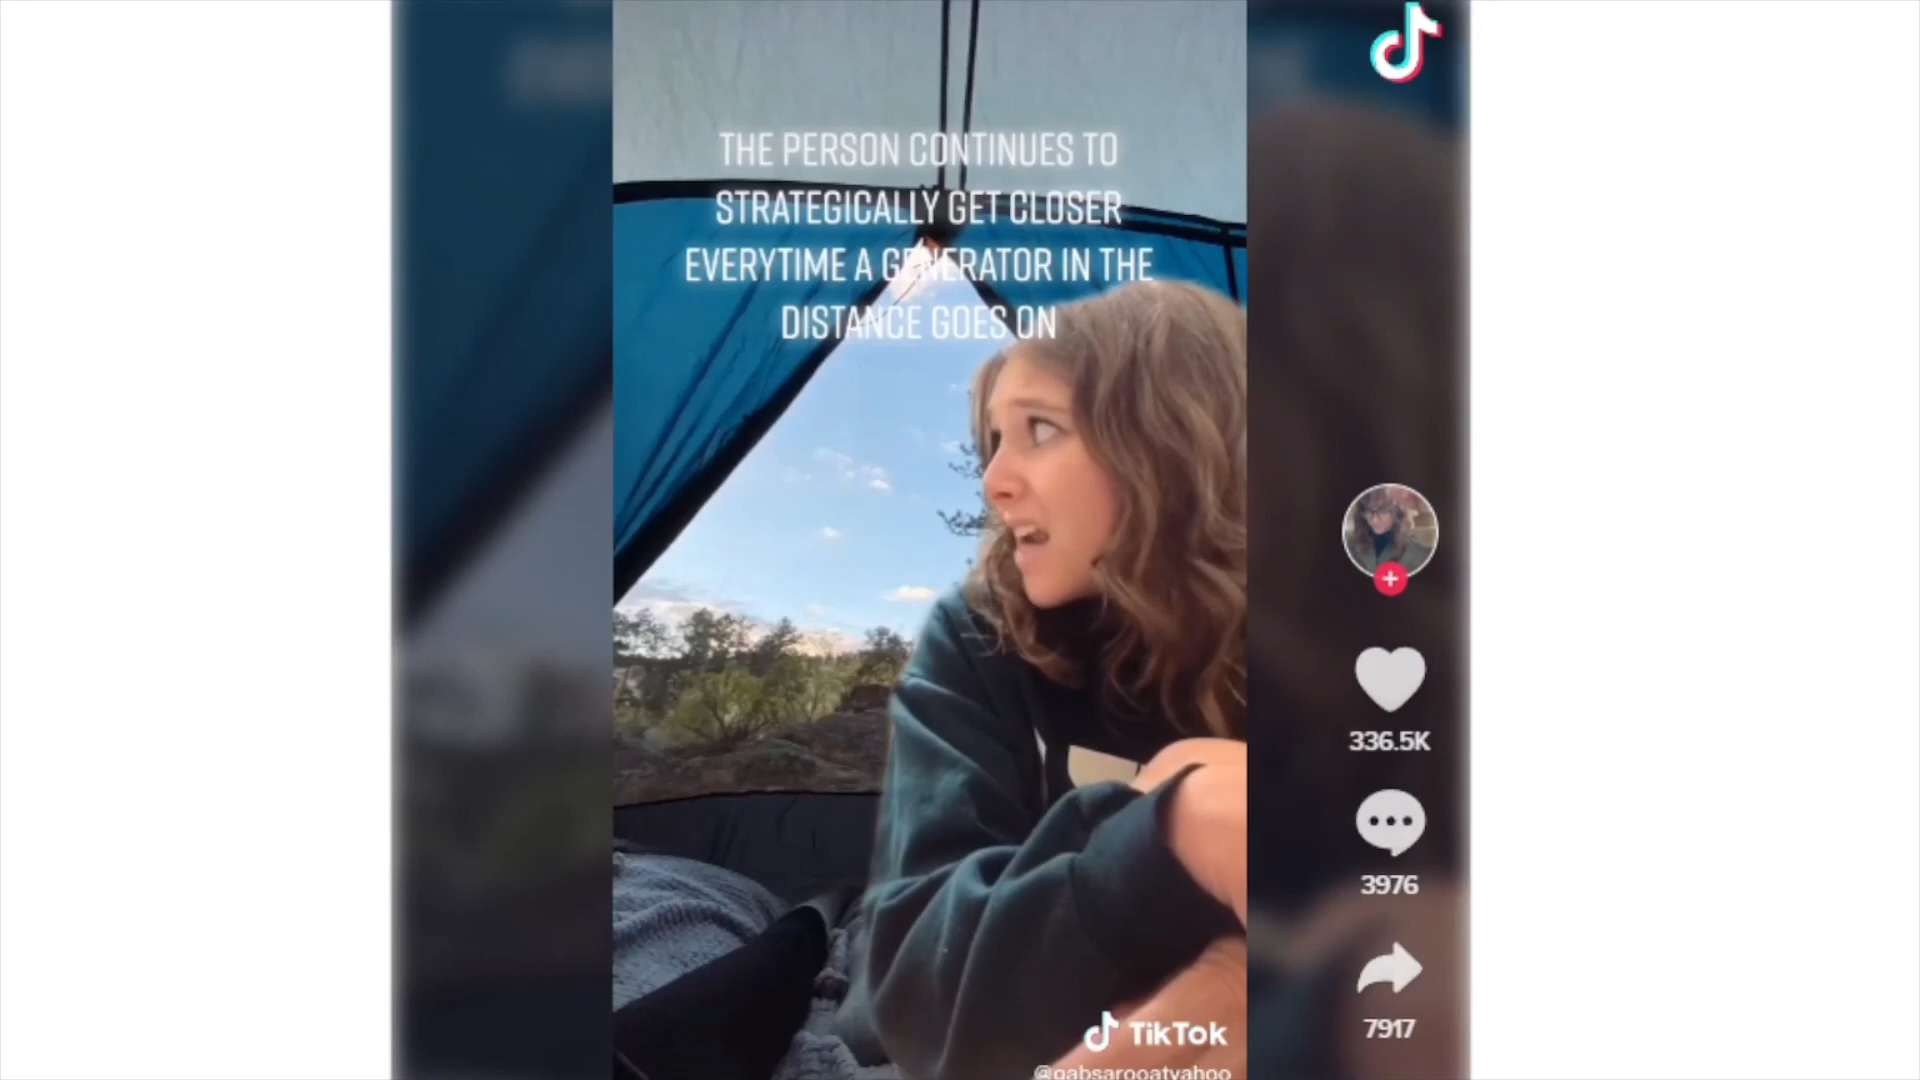 THE PERSON CONTINUES TO
STRATEGICALLY GET CLOSER
EVERYTIME A GENERATOR IN THE
DISTANCE GOES ON
336.5K
3976
7917
TikTok
@gabsarooatyahoo